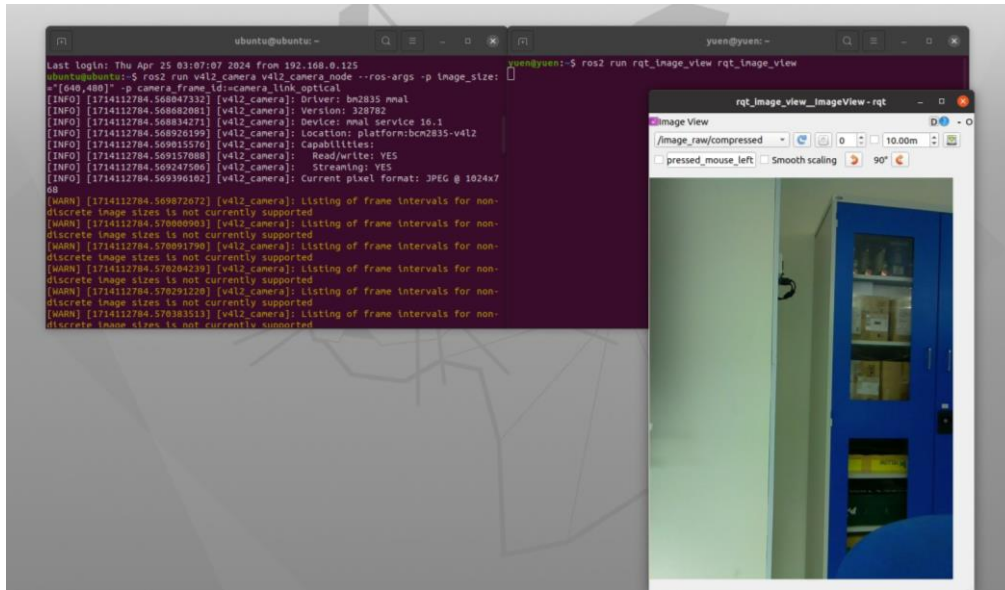 ubuntu@ubuntu: ~
Last login: Thu Apr 25 03:07:07 2024 from 192.168.0.125
ubuntu@ubuntu:~$ ros2 run v4l2_camera v4l2_camera_node --ros-args -p image_size:
="[640,480]" -p camera_frame_id:=camera_link_optical
[INFO] [1714112784.568047332] [v4l2_camera]: Driver: bm2835 mmal
[INFO] [1714112784.568682081] [v4l2_camera]: Version: 328782
[INFO] [1714112784.568834271] [v4l2_camera]: Device: mmal service 16.1
[INFO] [1714112784.568926199] [v4l2_camera]: Location: platform:bcm2835-v4l2
[INFO] [1714112784.569015576] [v4l2_camera]: Capabilities:
[INFO] [1714112784.569157088] [v4l2_camera]:   Read/write: YES
[INFO] [1714112784.569247506] [v4l2_camera]:   Streaming: YES
[INFO] [1714112784.569396102] [v4l2_camera]: Current pixel format: JPEG @ 1024x7
68
[WARN] [1714112784.569872672] [v4l2_camera]: Listing of frame intervals for non-
discrete image sizes is not currently supported
[WARN] [1714112784.570000903] [v4l2_camera]: Listing of frame intervals for non-
discrete image sizes is not currently supported
[WARN] [1714112784.570091790] [v4l2_camera]: Listing of frame intervals for non-
discrete image sizes is not currently supported
[WARN] [1714112784.570204239] [v4l2_camera]: Listing of frame intervals for non-
discrete image sizes is not currently supported
[WARN] [1714112784.570291220] [v4l2_camera]: Listing of frame intervals for non-
discrete image sizes is not currently supported
[WARN] [1714112784.570383513] [v4l2_camera]: Listing of frame intervals for non-
discrete image sizes is not currently supported
yuen@yuen: ~
yuen@yuen:~$ ros2 run rqt_image_view rqt_image_view
rqt_image_view__ImageView - rqt
Image View
D - O
/image_raw/compressed 0 10.00m
pressed_mouse_left Smooth scaling 90°